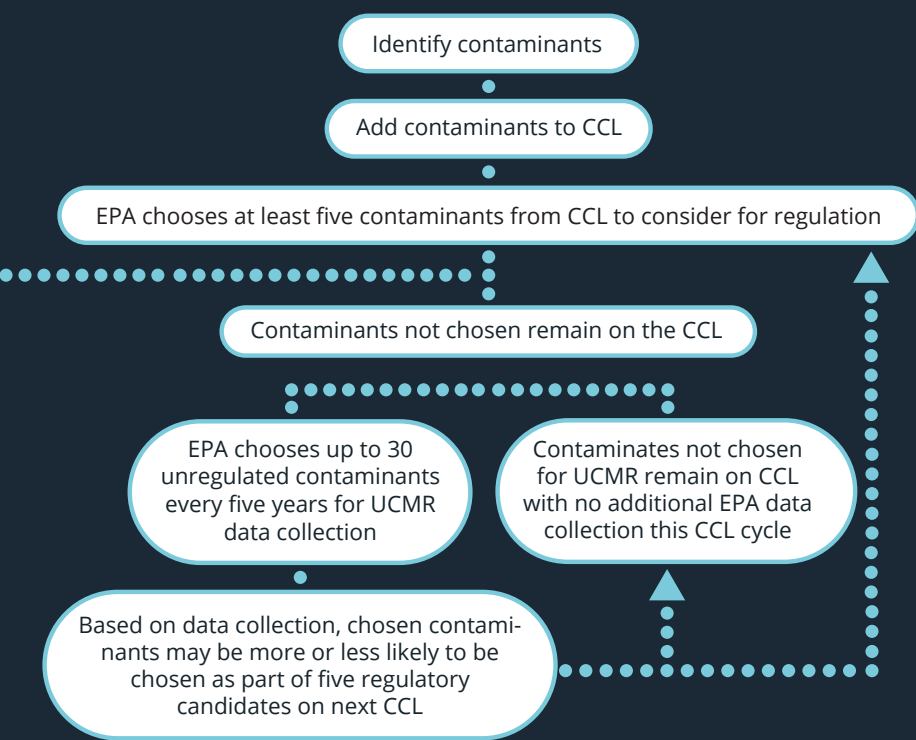 Identify contaminants
Add contaminants to CCL
EPA chooses at least five contaminants from CCL to consider for regulation
Contaminants not chosen remain on the CCL
EPA chooses up to 30
unregulated contaminants
every five years for UCMR
data collection
Contaminates not chosen
for UCMR remain on CCL
with no additional EPA data
collection this CCL cycle
Based on data collection, chosen contami-
nants may be more or less likely to be
chosen as part of five regulatory
candidates on next CCL